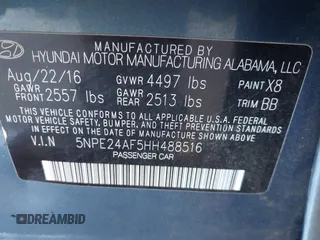 MANUFACTURED BY
HYUNDAI MOTOR MANUFACTURING ALABAMA, LLC
Aug/22/16 GVWR 4497 lbs PAINT X8
GAWR FRONT 2557 lbs GAWR REAR 2513 lbs TRIM BB
THIS VEHICLE CONFORMS TO ALL APPLICABLE U.S.A. FEDERAL
MOTOR VEHICLE SAFETY, BUMPER, AND THEFT PREVENTION
STANDARDS IN EFFECT ON THE DATE OF MANUFACTURE SHOWN ABOVE.
V.I.N 5NPE24AF5HH488516
PASSENGER CAR
DREAMBID